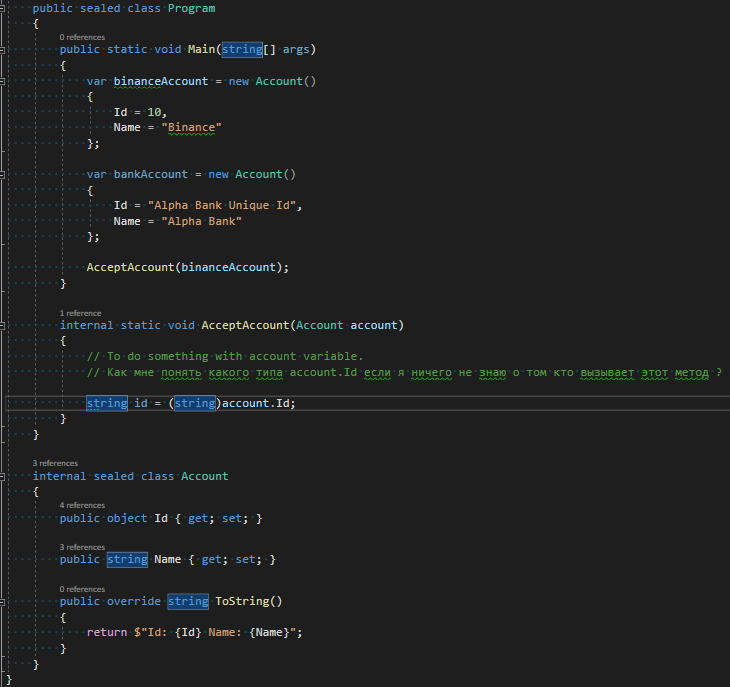 public sealed class Program
{
0 references
public static void Main(string[] args)
{
var binanceAccount = new Account()
{
Id = 10,
Name = "Binance"
};
var bankAccount = new Account()
{
Id = "Alpha Bank Unique Id",
Name = "Alpha Bank"
};
AcceptAccount(binanceAccount);
}
1 reference
internal static void AcceptAccount(Account account)
{
// To do something with account variable.
// Как мне понять какого типа account.Id если я ничего не знаю о том кто вызывает этот метод ?
string id = (string)account.Id;
}
}
3 references
internal sealed class Account
{
4 references
public object Id { get; set; }
3 references
public string Name { get; set; }
0 references
public override string ToString()
{
return $"Id: {Id} Name: {Name}";
}
}
}